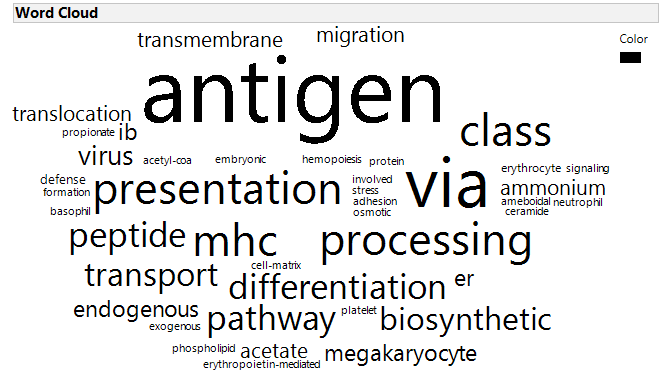 Word Cloud
transmembrane migration Color
antigen
translocation
propionate ib class
virus acetyl-coa embryonic hemopoiesis protein
erythrocyte signaling
defense presentation involved via ammonium
formation stress
adhesion ameboidal neutrophil
basophil osmotic ceramide
peptide mhc processing
cell-matrix
transport differentiation er
endogenous pathway platelet biosynthetic
exogenous
phospholipid acetate megakaryocyte
erythropoietin-mediated